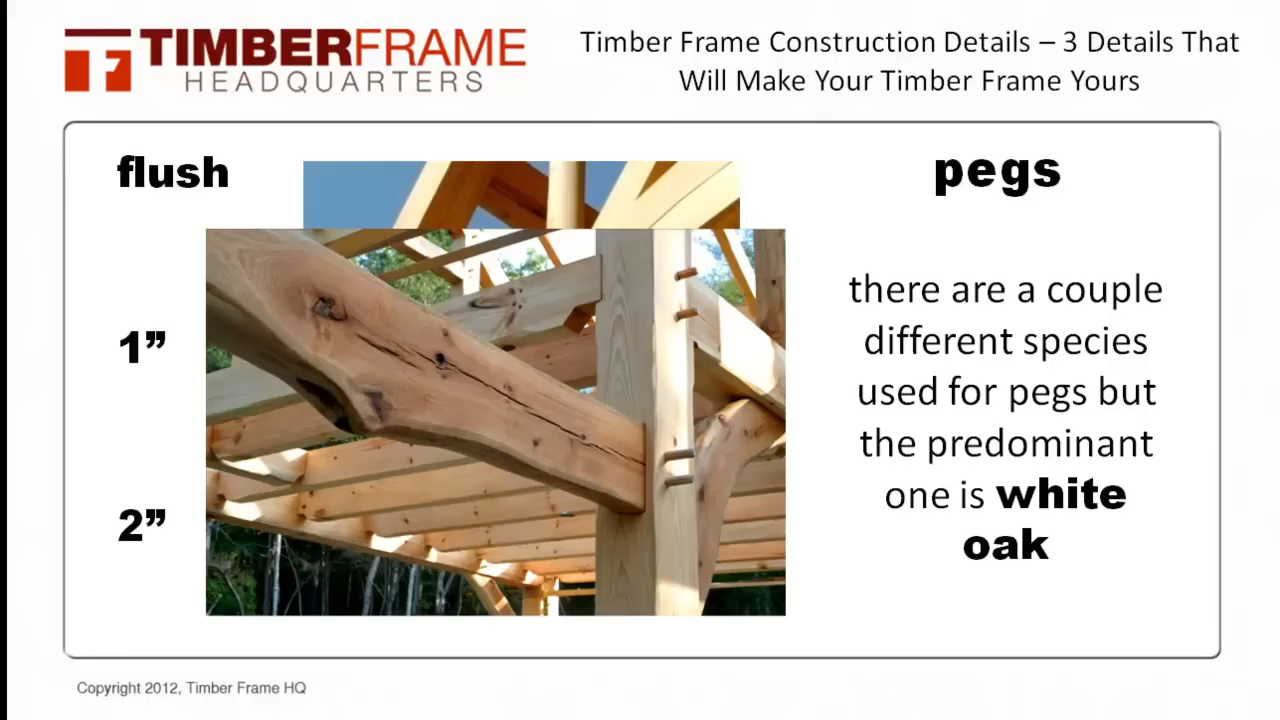 TIMBERFRAME
HEADQUARTERS
Timber Frame Construction Details – 3 Details That
Will Make Your Timber Frame Yours
flush
1”
2”
pegs
there are a couple
different species
used for pegs but
the predominant
one is white
oak
Copyright 2012, Timber Frame HQ